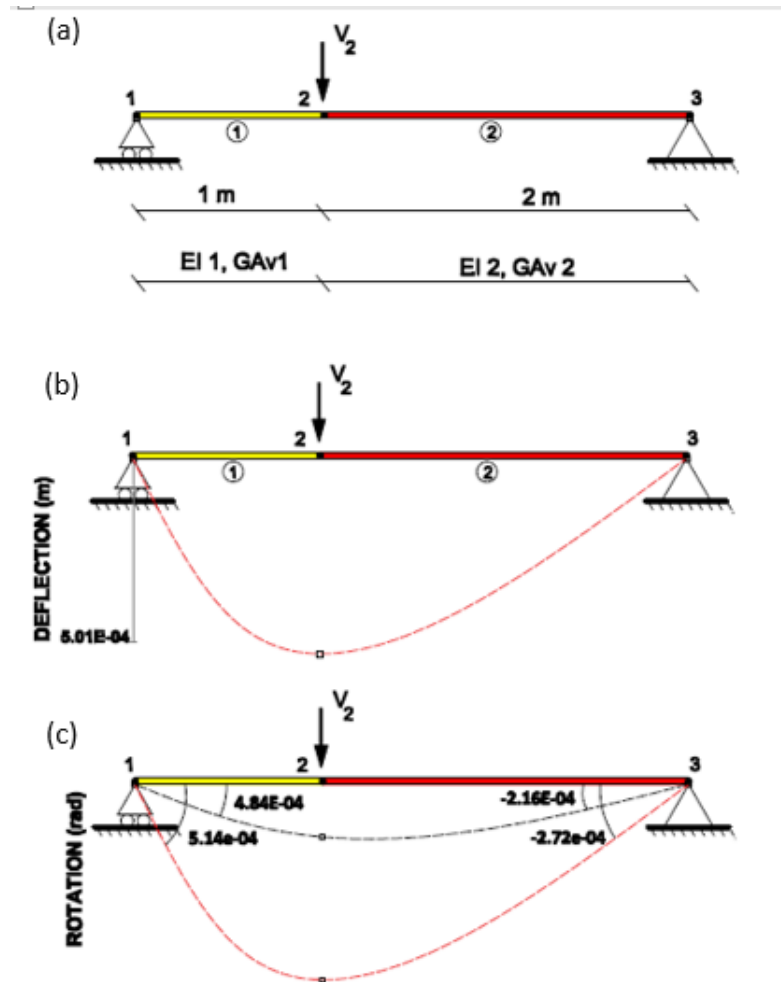 (a)
V2
1
2
3
①
②
1 m
2 m
EI 1, GAv1
EI 2, GAv 2
(b)
V2
1
2
3
①
②
DEFLECTION (m)
5.01E-04
(c)
V2
1
2
3
4.84E-04
-2.16E-04
5.14e-04
-2.72e-04
ROTATION (rad)